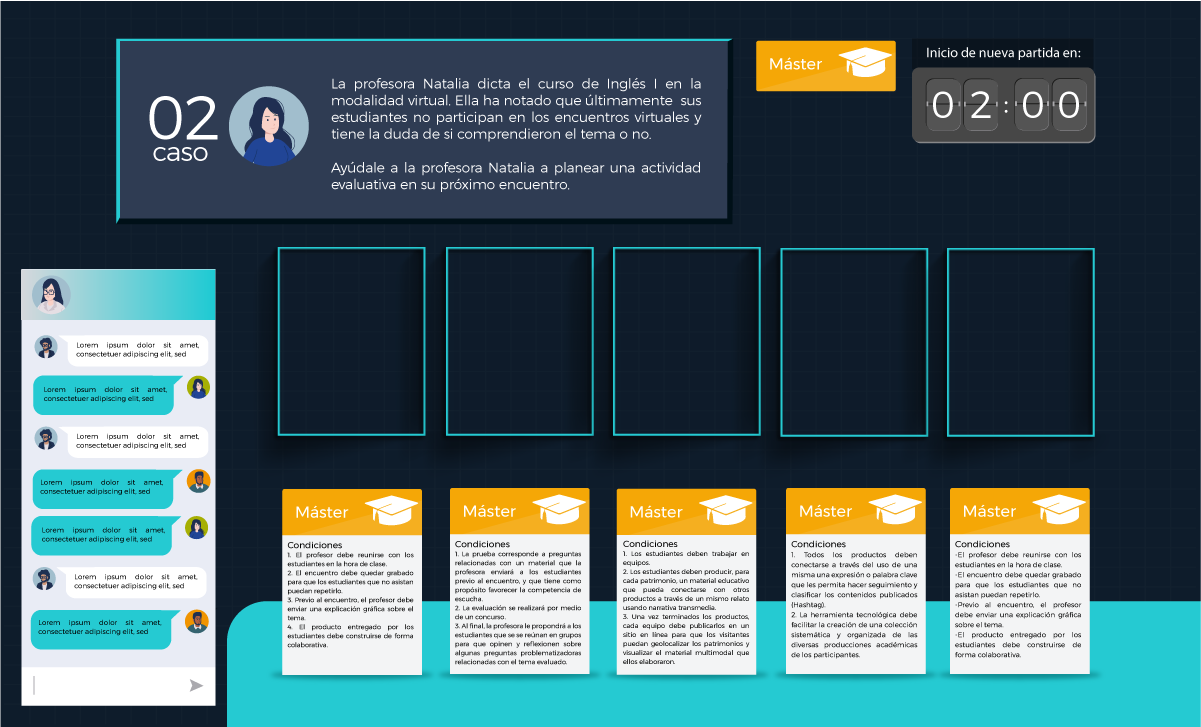 02
caso
La profesora Natalia dicta el curso de Inglés I en la
modalidad virtual. Ella ha notado que últimamente sus
estudiantes no participan en los encuentros virtuales y
tiene la duda de si comprendieron el tema o no.
Ayúdale a la profesora Natalia a planear una actividad
evaluativa en su próximo encuentro.
Máster
Inicio de nueva partida en:
02:00
Lorem ipsum dolor sit amet,
consectetuer adipiscing elit, sed
Lorem ipsum dolor sit amet,
consectetuer adipiscing elit, sed
Lorem ipsum dolor sit amet,
consectetuer adipiscing elit, sed
Lorem ipsum dolor sit amet,
consectetuer adipiscing elit, sed
Lorem ipsum dolor sit amet,
consectetuer adipiscing elit, sed
Lorem ipsum dolor sit amet,
consectetuer adipiscing elit, sed
Lorem ipsum dolor sit amet,
consectetuer adipiscing elit, sed
Máster
Condiciones
1. El profesor debe reunirse con los
estudiantes en la hora de clase.
2. El encuentro debe quedar grabado
para que los estudiantes que no asistan
puedan repetirlo.
3. Previo al encuentro, el profesor debe
enviar una explicación gráfica sobre el
tema.
4. El producto entregado por los
estudiantes debe construirse de forma
colaborativa.
Máster
Condiciones
1. La prueba corresponde a preguntas
relacionadas con un material que la
profesora enviará a los estudiantes
previo al encuentro, y que tiene como
propósito favorecer la competencia de
escucha.
2. La evaluación se realizará por medio
de un concurso.
3. Al final, la profesora le propondrá a los
estudiantes que se se reúnan en grupos
para que opinen y reflexionen sobre
algunas preguntas problematizadoras
relacionadas con el tema evaluado.
Máster
Condiciones
1. Los estudiantes deben trabajar en
equipos.
2. Los estudiantes deben producir, para
cada patrimonio, un material educativo
que pueda conectarse con otros
productos a través de un mismo relato
usando narrativa transmedia.
3. Una vez terminados los productos,
cada equipo debe publicarlos en un
sitio en línea para que los visitantes
puedan geolocalizar los patrimonios y
visualizar el material multimodal que
ellos elaboraron.
Máster
Condiciones
1. Todos los productos deben
conectarse a través del uso de una
misma una expresión o palabra clave
que les permita hacer seguimiento y
clasificar los contenidos publicados
(Hashtag).
2. La herramienta tecnológica debe
facilitar la creación de una colección
sistemática y organizada de las
diversas producciones académicas
de los participantes.
Máster
Condiciones
-El profesor debe reunirse con los
estudiantes en la hora de clase.
-El encuentro debe quedar grabado
para que los estudiantes que no
asistan puedan repetirlo.
-Previo al encuentro, el profesor
debe enviar una explicación gráfica
sobre el tema.
-El producto entregado por los
estudiantes debe construirse de
forma colaborativa.